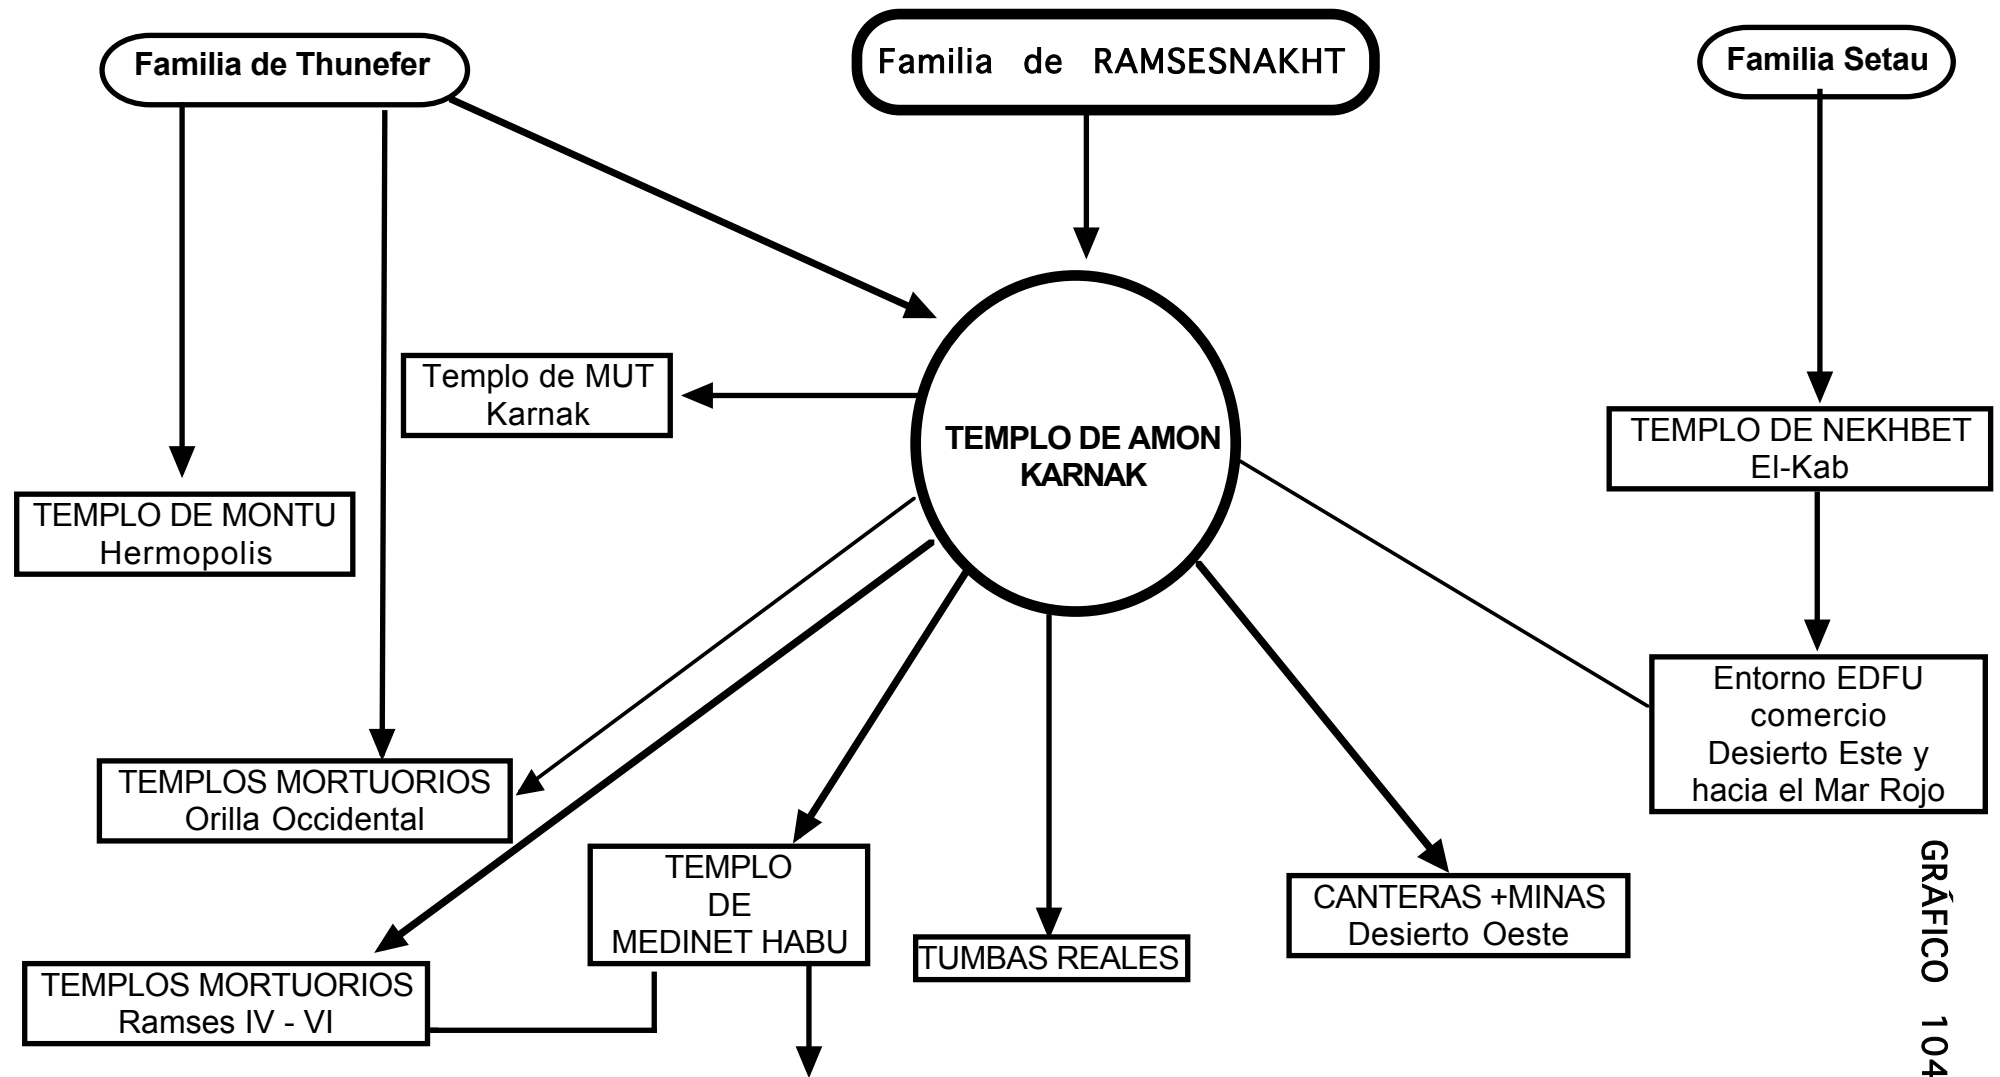 Familia de Thunefer
Familia de RAMSESNAKHT
Familia Setau
Templo de MUT
Karnak
TEMPLO DE AMON
KARNAK
TEMPLO DE NEKHBET
El-Kab
TEMPLO DE MONTU
Hermopolis
Entorno EDFU
comercio
Desierto Este y
hacia el Mar Rojo
TEMPLOS MORTUORIOS
Orilla Occidental
TEMPLO
DE
MEDINET HABU
CANTERAS +MINAS
Desierto Oeste
TUMBAS REALES
TEMPLOS MORTUORIOS
Ramses IV - VI
GRÁFICO 104